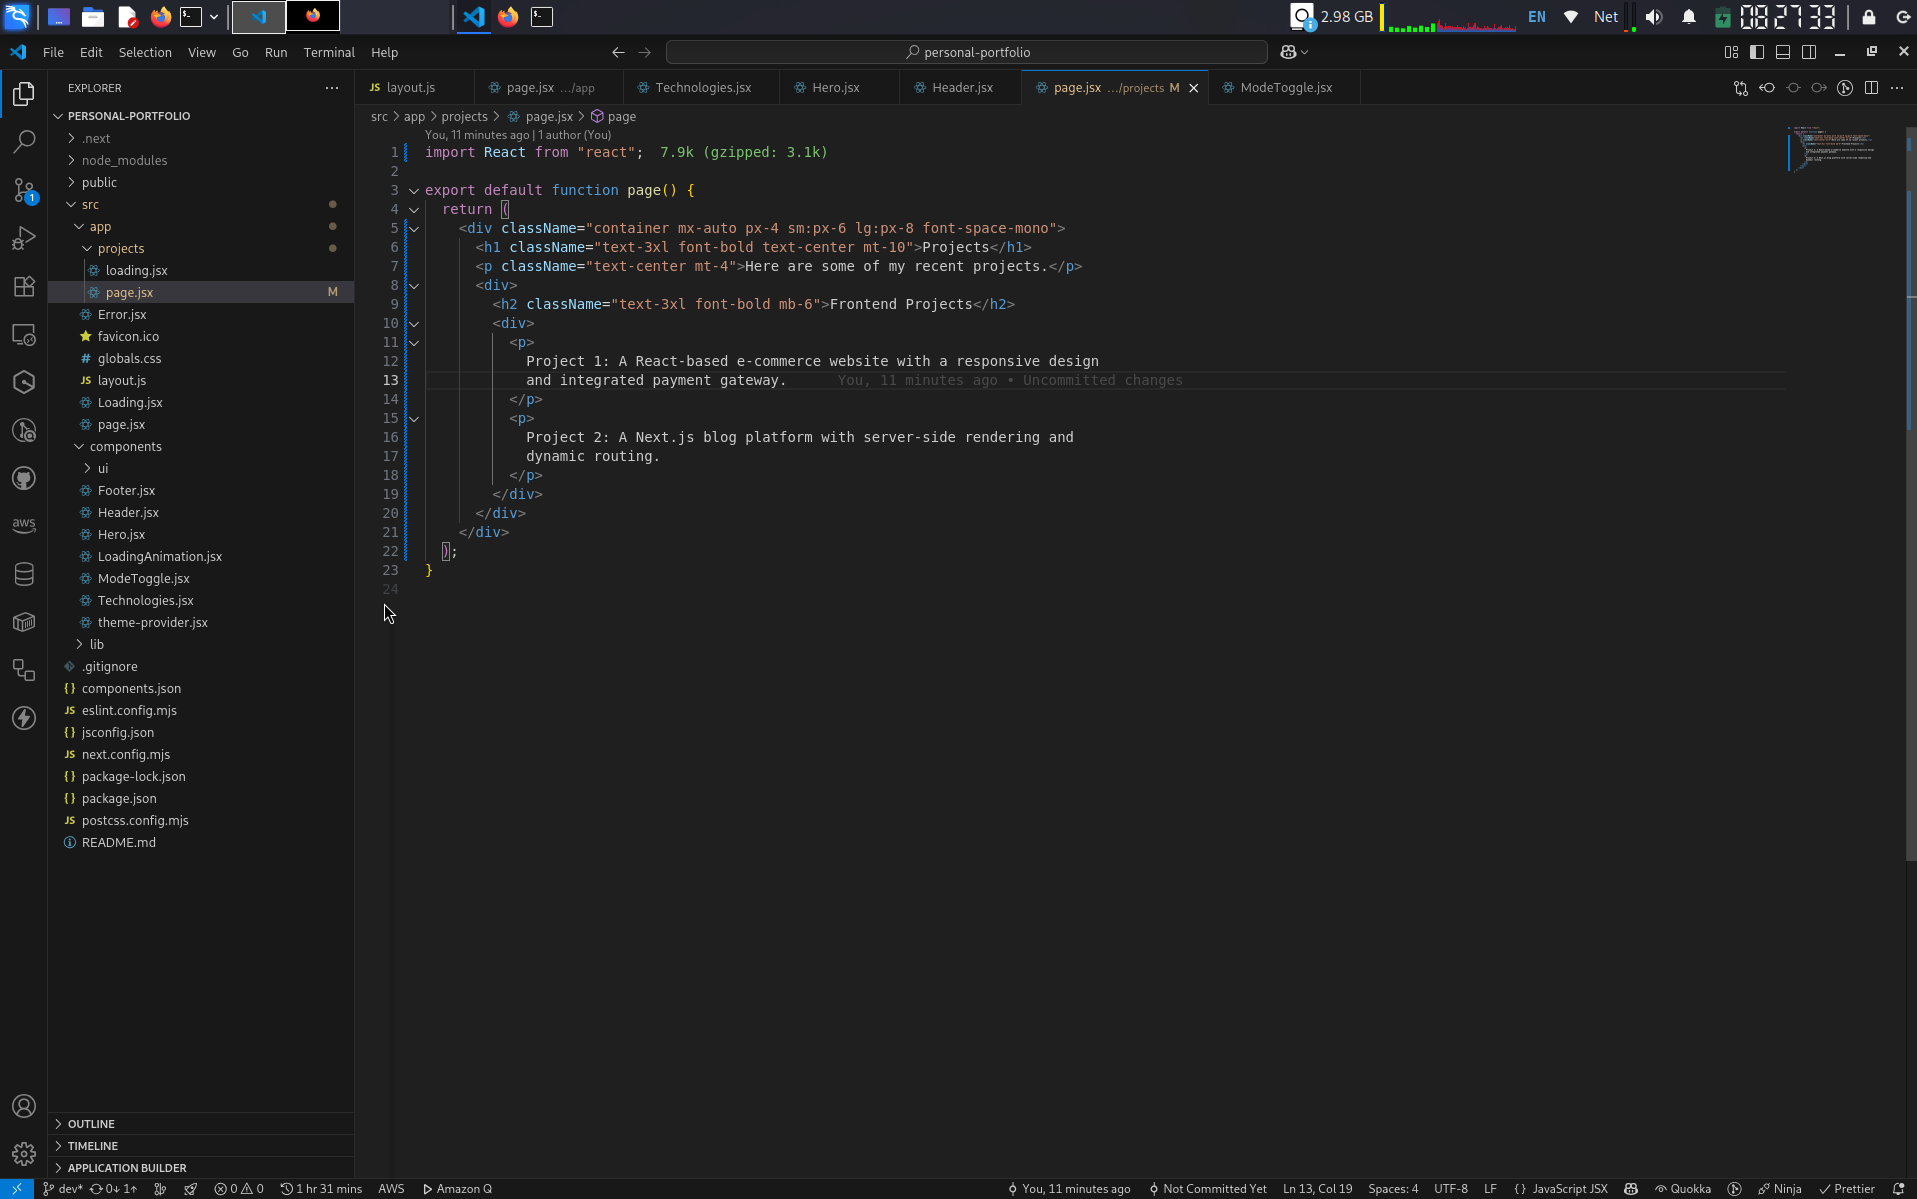 2.98 GB
EN
Net
08 27 33
File Edit Selection View Go Run Terminal Help
personal-portfolio
EXPLORER
PERSONAL-PORTFOLIO
.next
node_modules
public
src
app
projects
loading.jsx
page.jsx M
Error.jsx
favicon.ico
globals.css
JS layout.js
Loading.jsx
page.jsx
components
ui
Footer.jsx
Header.jsx
Hero.jsx
LoadingAnimation.jsx
ModeToggle.jsx
Technologies.jsx
theme-provider.jsx
lib
.gitignore
{} components.json
JS eslint.config.mjs
{} jsconfig.json
JS next.config.mjs
{} package-lock.json
{} package.json
JS postcss.config.mjs
README.md
OUTLINE
TIMELINE
APPLICATION BUILDER
1
aws
JS layout.js page.jsx .../app Technologies.jsx Hero.jsx Header.jsx page.jsx .../projects M ModeToggle.jsx
src > app > projects > page.jsx > page
You, 11 minutes ago | 1 author (You)
1 import React from "react"; 7.9k (gzipped: 3.1k)
2
3 export default function page() {
4 return (
5 <div className="container mx-auto px-4 sm:px-6 lg:px-8 font-space-mono">
6 <h1 className="text-3xl font-bold text-center mt-10">Projects</h1>
7 <p className="text-center mt-4">Here are some of my recent projects.</p>
8 <div>
9 <h2 className="text-3xl font-bold mb-6">Frontend Projects</h2>
10 <div>
11 <p>
12 Project 1: A React-based e-commerce website with a responsive design
13 and integrated payment gateway. You, 11 minutes ago • Uncommitted changes
14 </p>
15 <p>
16 Project 2: A Next.js blog platform with server-side rendering and
17 dynamic routing.
18 </p>
19 </div>
20 </div>
21 </div>
22 );
23 }
24
dev* 0↓ 1↑ 0 0 1 hr 31 mins AWS Amazon Q You, 11 minutes ago Not Committed Yet Ln 13, Col 19 Spaces: 4 UTF-8 LF {} JavaScript JSX Quokka Ninja Prettier